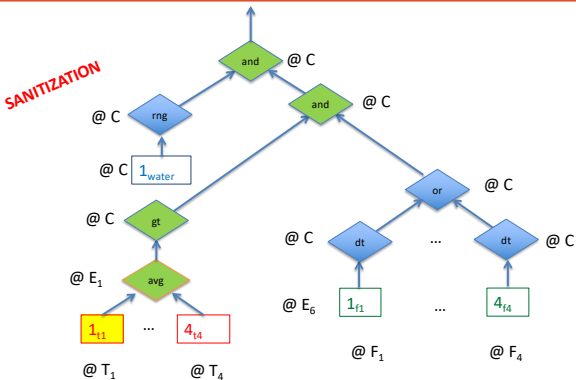 and @ C
SANITIZATION
and @ C
@ C rng
@ C 1water
or @ C
@ C gt
@ C dt ... dt @ C
@ E1 avg
@ E6 1f1 ... 4f4
1t1 ... 4t4
@ F1 @ F4
@ T1 @ T4